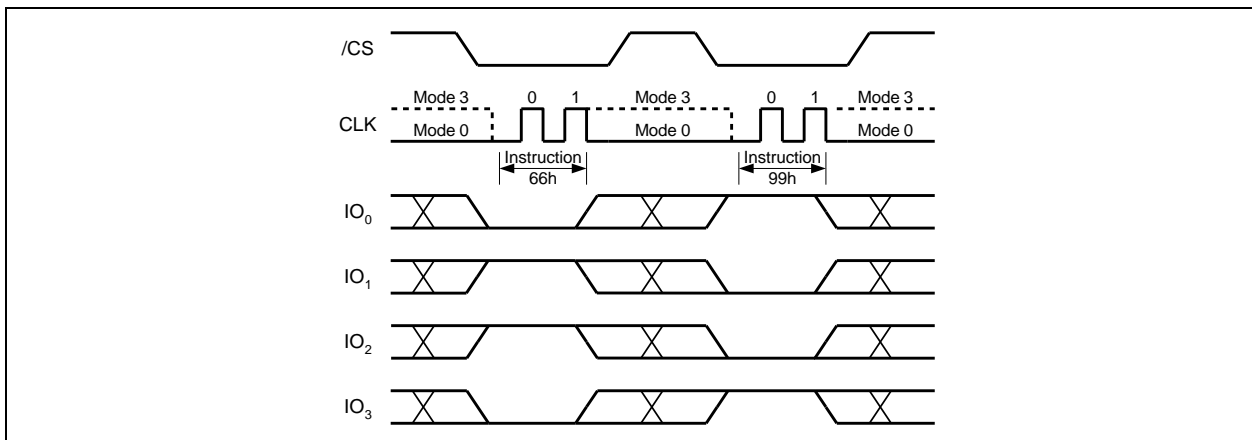 /CS
Mode 3 0 1 Mode 3 0 1 Mode 3
CLK
Mode 0 Mode 0 Mode 0
Instruction Instruction
66h 99h
IO₀
IO₁
IO₂
IO₃